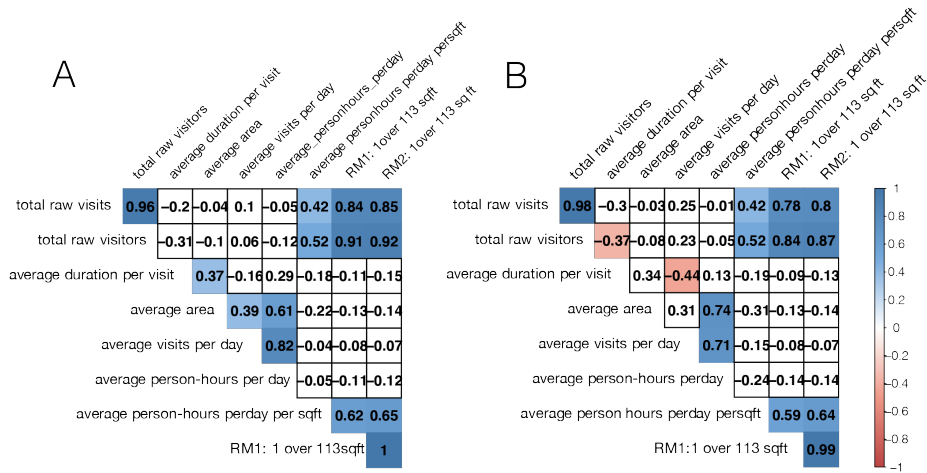 A
total raw visitors
average duration per visit
average area
average visits per day
average_personhours_perday
average personhours perday persqft
RM1: 1over 113 sqft
RM2: 1over 113 sq ft
total raw visits 0.96 −0.2 −0.04 0.1 −0.05 0.42 0.84 0.85
total raw visitors −0.31 −0.1 0.06 −0.12 0.52 0.91 0.92
average duration per visit 0.37 −0.16 0.29 −0.18 −0.11 −0.15
average area 0.39 0.61 −0.22 −0.13 −0.14
average visits per day 0.82 −0.04 −0.08 −0.07
average person-hours per day −0.05 −0.11 −0.12
average person-hours perday per sqft 0.62 0.65
RM1: 1 over 113sqft 1
B
total raw visitors
average duration per visit
average area
average visits per day
average personhours perday
average personhours perday persqft
RM1: 1over 113 sq ft
RM2: 1 over 113 sq ft
total raw visits 0.98 −0.3 −0.03 0.25 −0.01 0.42 0.78 0.8
total raw visitors −0.37 −0.08 0.23 −0.05 0.52 0.84 0.87
average duration per visit 0.34 −0.44 0.13 −0.19 −0.09 −0.13
average area 0.31 0.74 −0.31 −0.13 −0.14
average visits per day 0.71 −0.15 −0.08 −0.07
average person-hours perday −0.24 −0.14 −0.14
average person hours perday persqft 0.59 0.64
RM1:1 over 113 sqft 0.99
1
0.8
0.6
0.4
0.2
0
−0.2
−0.4
−0.6
−0.8
−1